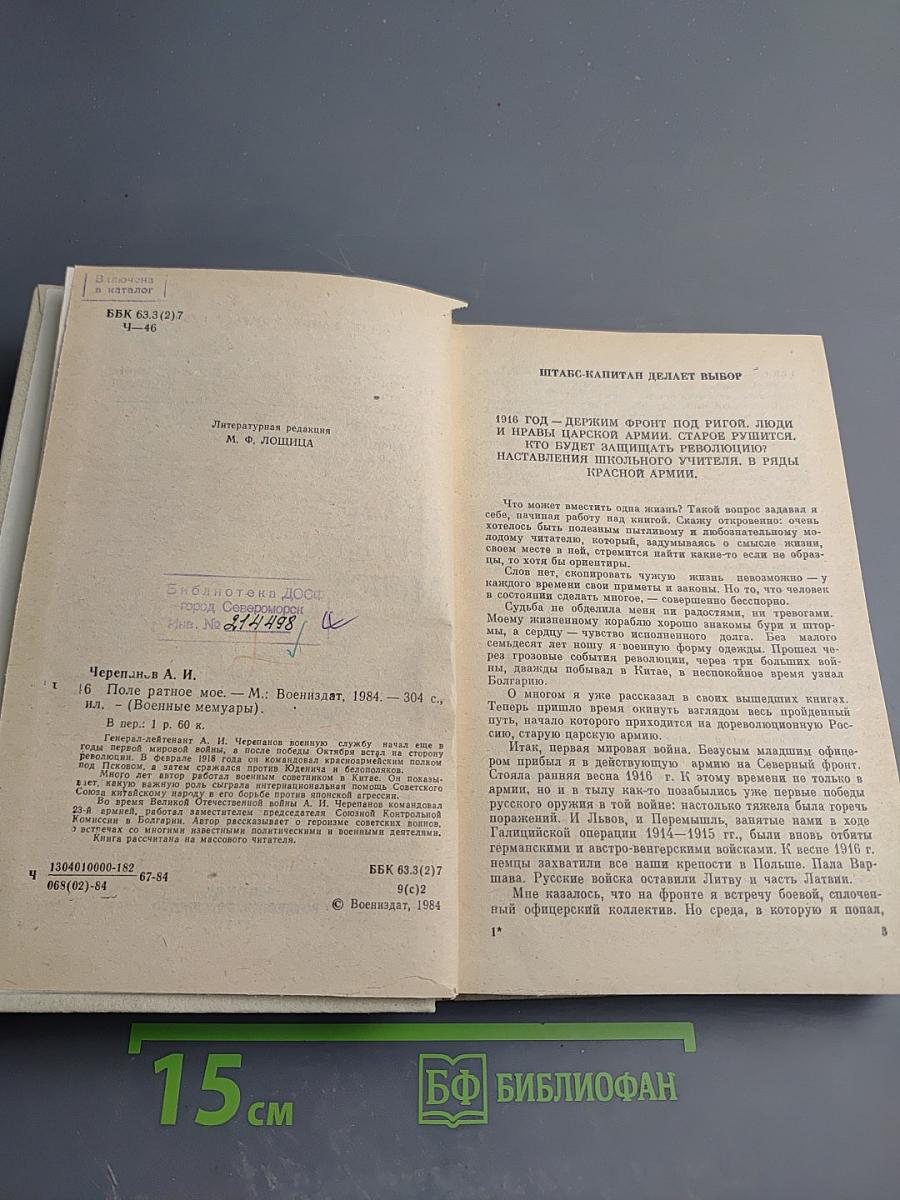 Включена
в каталог
ББК 63.3(2)7
Ч—46
Литературная редакция
М. Ф. ЛОЩИЦА
Библиотека ДОСФ
город Североморск
Инв. № 214498
Черепанов А. И.
Поле ратное мое. — М.: Воениздат, 1984. — 304 с.,
ил. – (Военные мемуары).
В пер.: 1 р. 60 к.
Генерал-лейтенант А. И. Черепанов военную службу начал еще в
годы первой мировой войны, а после победы Октября встал на сторону
революции. В феврале 1918 года он командовал красноармейским полком
под Псковом, а затем сражался против Юденича и белополяков.
Много лет автор работал военным советником в Китае. Он показы-
вает, какую важную роль сыграла интернациональная помощь Советского
Союза китайскому народу в его борьбе против японской агрессии.
Во время Великой Отечественной войны А. И. Черепанов командовал
23-й армией, работал заместителем председателя Союзной Контрольной
Комиссии в Болгарии. Автор рассказывает о героизме советских воинов,
о встречах со многими известными политическими и военными деятелями.
Книга рассчитана на массового читателя.
Ч 1304010000-182 67-84
068(02)-84
ББК 63.3(2)7
9(с)2
© Воениздат, 1984
ШТАБС-КАПИТАН ДЕЛАЕТ ВЫБОР
1916 ГОД — ДЕРЖИМ ФРОНТ ПОД РИГОЙ. ЛЮДИ
И НРАВЫ ЦАРСКОЙ АРМИИ. СТАРОЕ РУШИТСЯ.
КТО БУДЕТ ЗАЩИЩАТЬ РЕВОЛЮЦИЮ?
НАСТАВЛЕНИЯ ШКОЛЬНОГО УЧИТЕЛЯ. В РЯДЫ
КРАСНОЙ АРМИИ.
Что может вместить одна жизнь? Такой вопрос задавал я
себе, начиная работу над книгой. Скажу откровенно: очень
хотелось быть полезным пытливому и любознательному мо-
лодому читателю, который, задумываясь о смысле жизни,
своем месте в ней, стремится найти какие-то если не образ-
цы, то хотя бы ориентиры.
Слов нет, скопировать чужую жизнь невозможно — у
каждого времени свои приметы и законы. Но то, что человек
в состоянии сделать многое, — совершенно бесспорно.
Судьба не обделила меня ни радостями, ни тревогами.
Моему жизненному кораблю хорошо знакомы бури и штор-
мы, а сердцу — чувство исполненного долга. Без малого
семьдесят лет ношу я военную форму одежды. Прошел че-
рез грозовые события революции, через три больших вой-
ны, дважды побывал в Китае, в неспокойное время узнал
Болгарию.
О многом я уже рассказал в своих вышедших книгах.
Теперь пришло время окинуть взглядом весь пройденный
путь, начало которого приходится на дореволюционную Рос-
сию, старую царскую армию.
Итак, первая мировая война. Безусым младшим офице-
ром прибыл я в действующую армию на Северный фронт.
Стояла ранняя весна 1916 г. К этому времени не только в
армии, но и в тылу как-то позабылись уже первые победы
русского оружия в той войне: настолько тяжела была горечь
поражений. И Львов, и Перемышль, занятые нами в ходе
Галицийской операции 1914—1915 гг., были вновь отбиты
германскими и австро-венгерскими войсками. К весне 1916 г.
немцы захватили все наши крепости в Польше. Пала Вар-
шава. Русские войска оставили Литву и часть Латвии.
Мне казалось, что на фронте я встречу боевой, сплочен-
ный офицерский коллектив. Но среда, в которую я попал,
1*
3
15 см
БФ БИБЛИОФАН